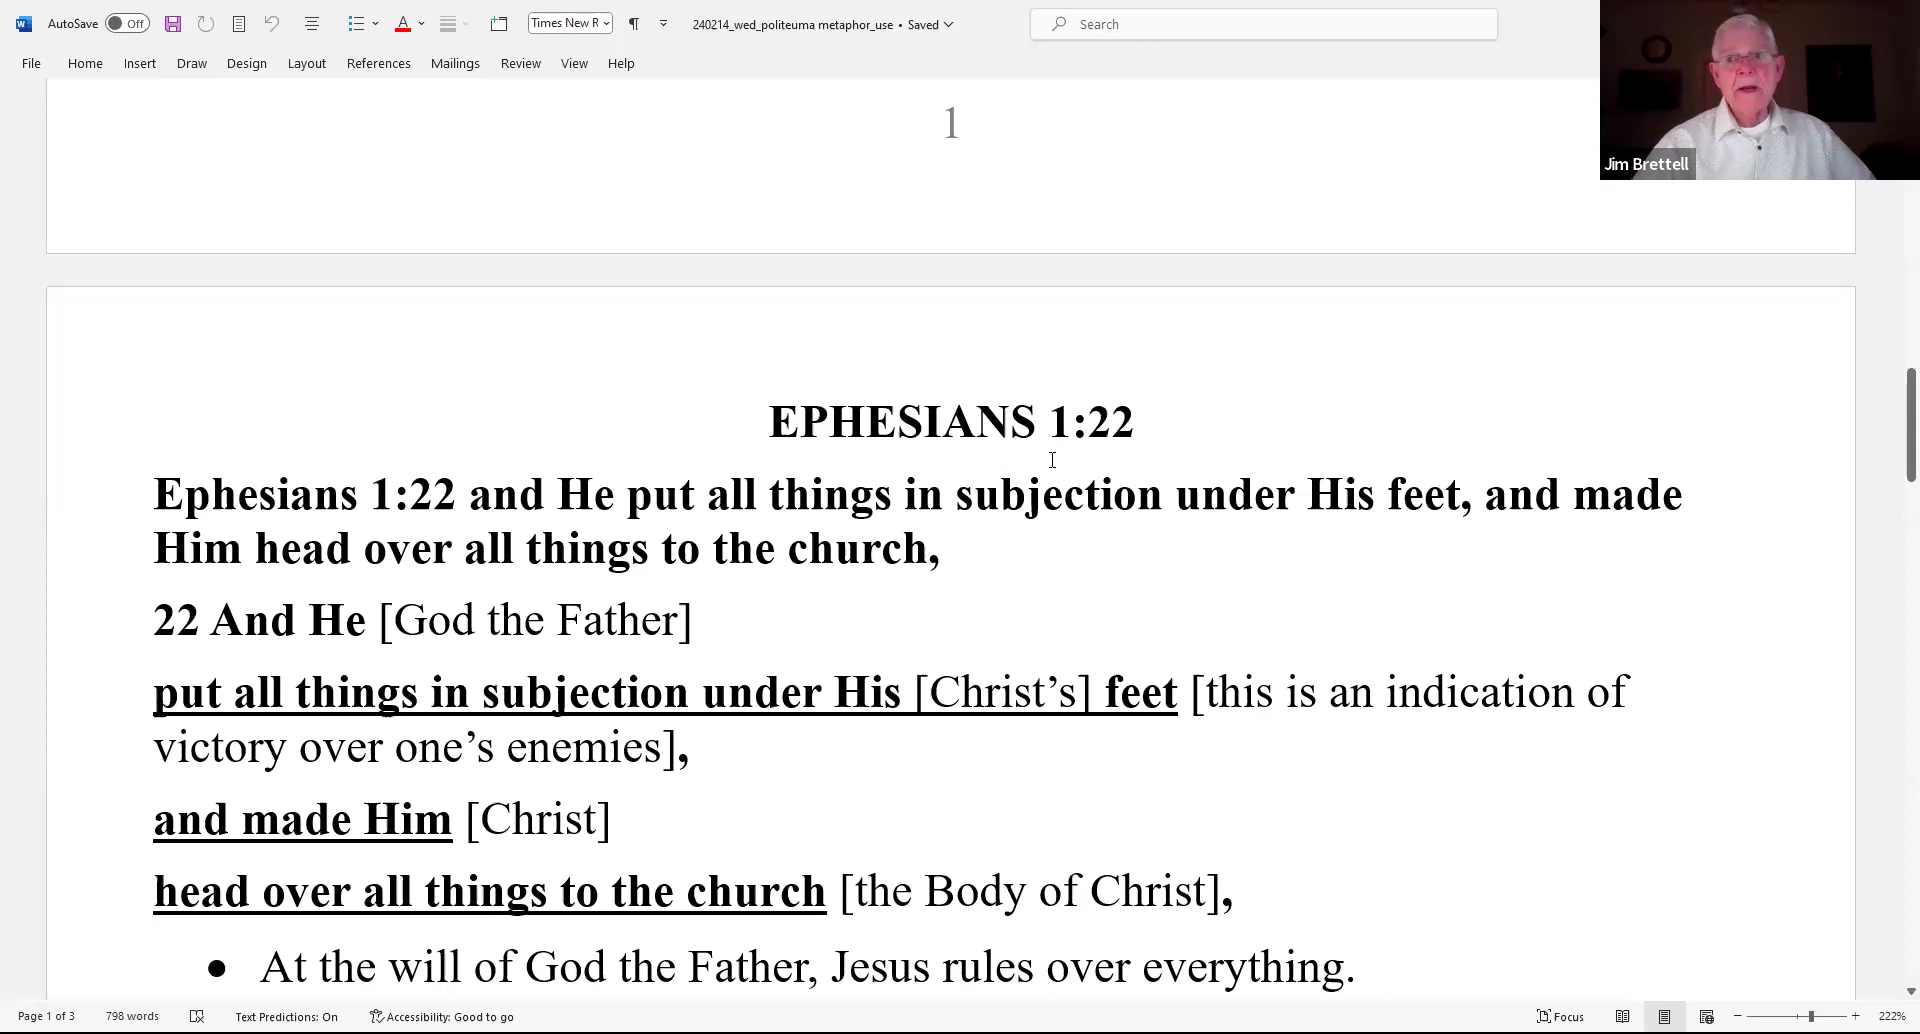 AutoSave Off Times New R 240214_wed_politeuma metaphor_use • Saved Search
File Home Insert Draw Design Layout References Mailings Review View Help
Jim Brettell
1
EPHESIANS 1:22
Ephesians 1:22 and He put all things in subjection under His feet, and made
Him head over all things to the church,
22 And He [God the Father]
put all things in subjection under His [Christ’s] feet [this is an indication of
victory over one’s enemies],
and made Him [Christ]
head over all things to the church [the Body of Christ],
● At the will of God the Father, Jesus rules over everything.
Page 1 of 3 798 words Text Predictions: On Accessibility: Good to go Focus 222%